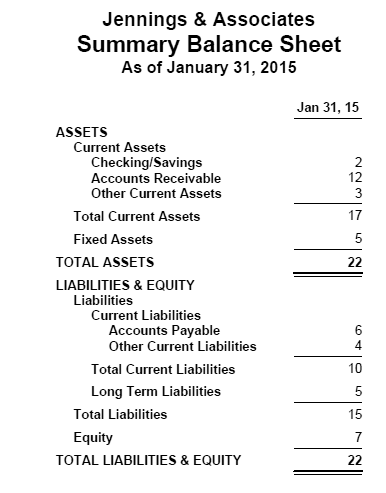 Jennings & Associates
Summary Balance Sheet
As of January 31, 2015
Jan 31, 15
ASSETS
Current Assets
Checking/Savings 2
Accounts Receivable 12
Other Current Assets 3
Total Current Assets 17
Fixed Assets 5
TOTAL ASSETS 22
LIABILITIES & EQUITY
Liabilities
Current Liabilities
Accounts Payable 6
Other Current Liabilities 4
Total Current Liabilities 10
Long Term Liabilities 5
Total Liabilities 15
Equity 7
TOTAL LIABILITIES & EQUITY 22